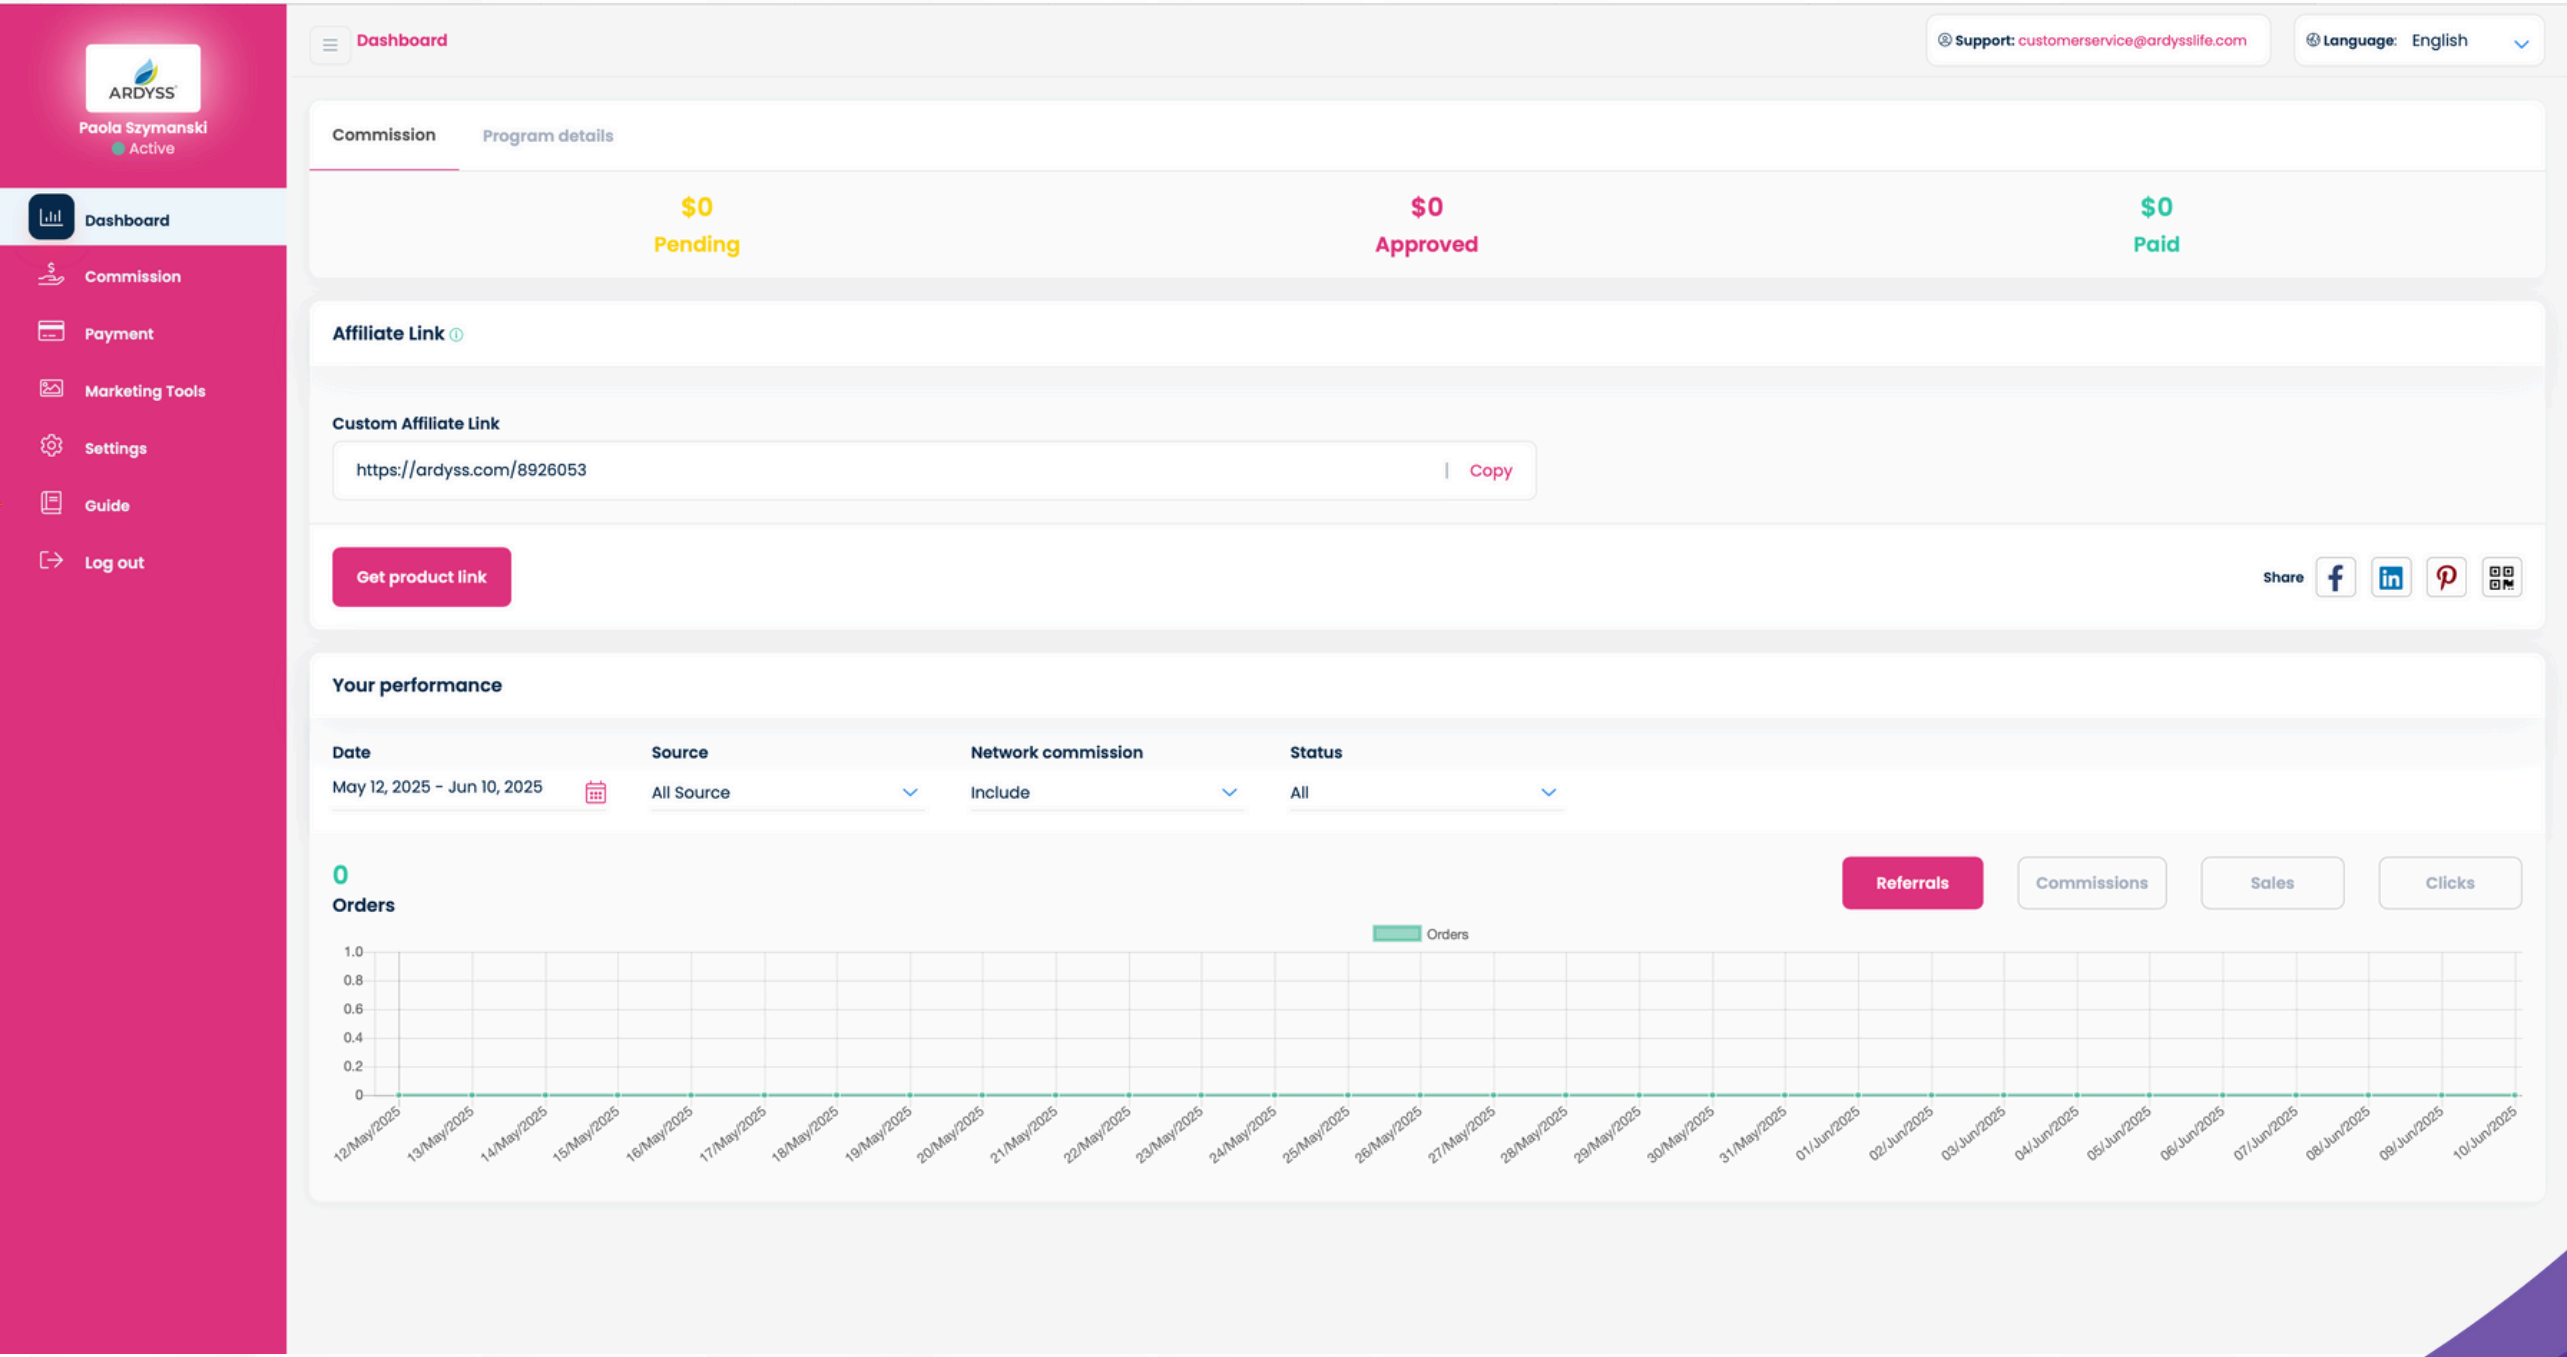 ARDYSS
Paola Szymanski
Active
Dashboard
Commission
Payment
Marketing Tools
Settings
Guide
Log out
Dashboard
Support: customerservice@ardysslife.com
Language: English
Commission Program details
$0 $0 $0
Pending Approved Paid
Affiliate Link
Custom Affiliate Link
https://ardyss.com/8926053 | Copy
Get product link
Share
Your performance
Date Source Network commission Status
May 12, 2025 - Jun 10, 2025 All Source Include All
0
Orders
Referrals Commissions Sales Clicks
Orders
1.0
0.8
0.6
0.4
0.2
0
12/May/2025 13/May/2025 14/May/2025 15/May/2025 16/May/2025 17/May/2025 18/May/2025 19/May/2025 20/May/2025 21/May/2025 22/May/2025 23/May/2025 24/May/2025 25/May/2025 26/May/2025 27/May/2025 28/May/2025 29/May/2025 30/May/2025 31/May/2025 01/Jun/2025 02/Jun/2025 03/Jun/2025 04/Jun/2025 05/Jun/2025 06/Jun/2025 07/Jun/2025 08/Jun/2025 09/Jun/2025 10/Jun/2025